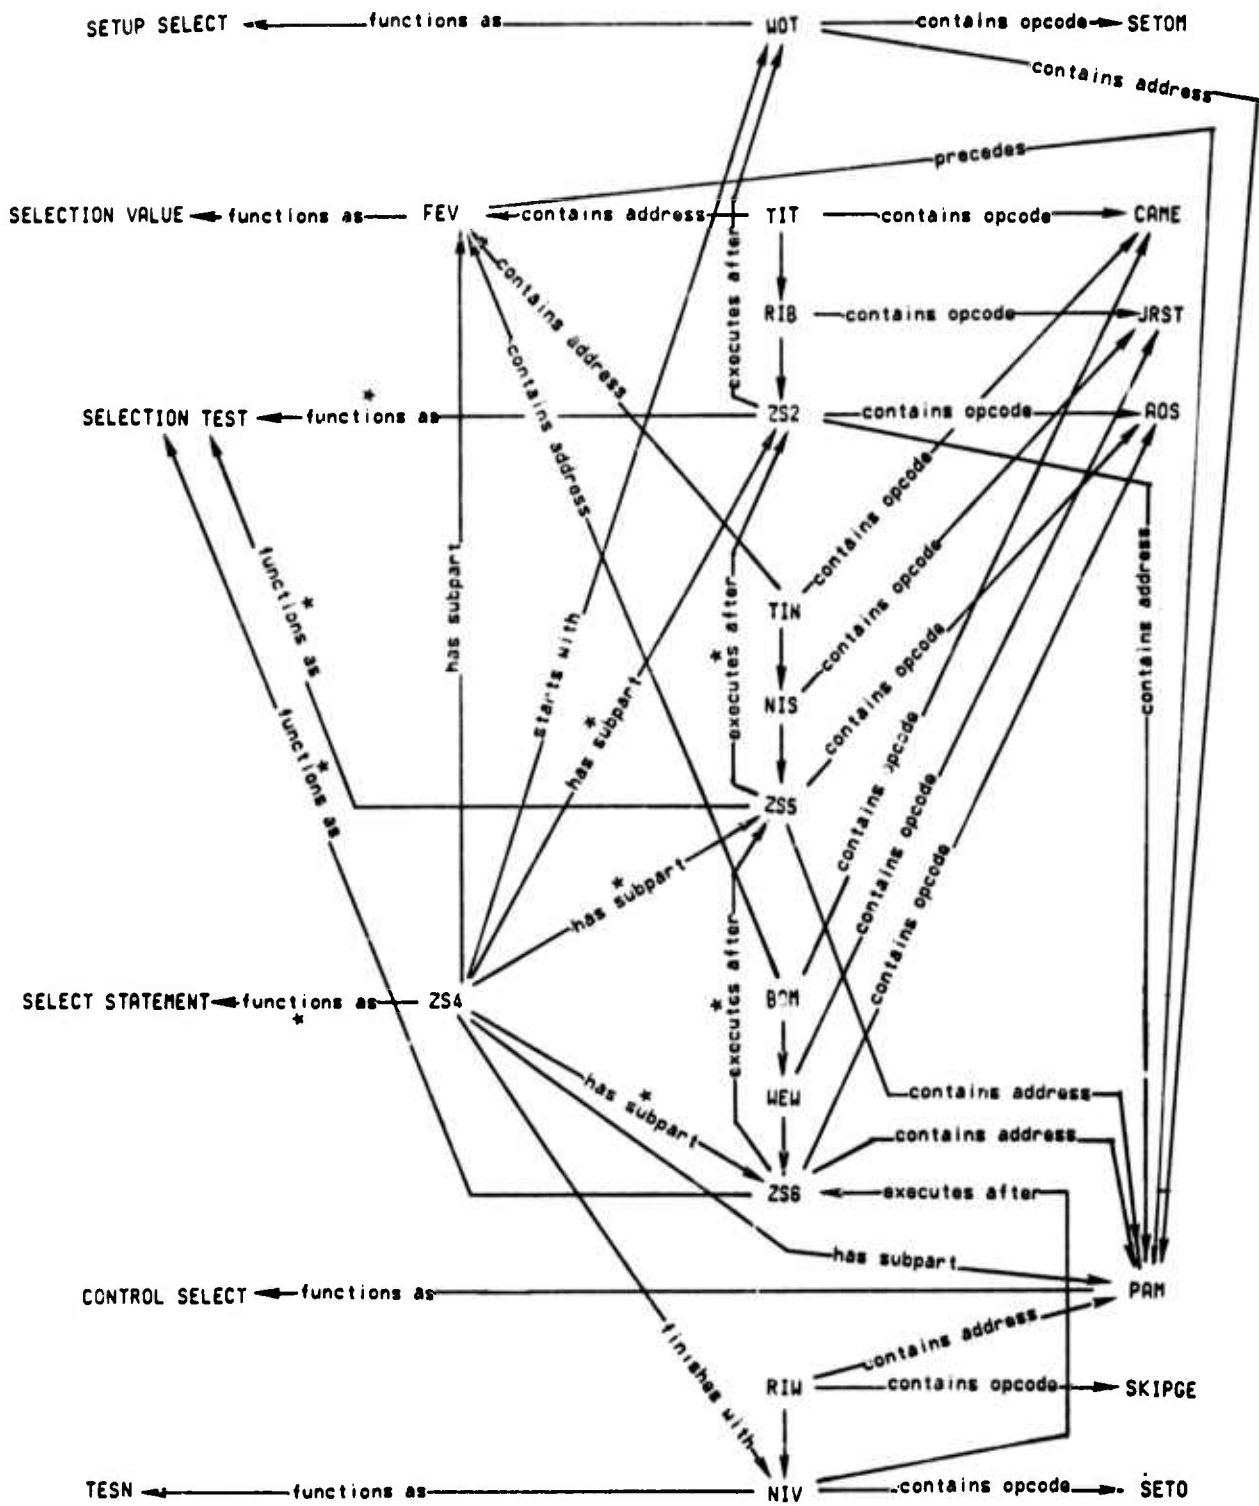 SETUP SELECT functions as WOT contains opcode SETOM
contains address
precedes
SELECTION VALUE functions as FEV contains address TIT contains opcode CAME
contains address
executes after
RIB contains opcode JRST
contains address
*
SELECTION TEST functions as ZS2 contains opcode AOS
contains opcode
contains address
has subpart
functions as
*
contains opcode
executes after
*
TIN
starts with
has subpart
*
contains opcode
NIS
functions as
*
contains opcode
ZS5
contains opcode
has subpart
*
contains opcode
executes after
*
SELECT STATEMENT functions as ZS4
*
has subpart
*
WEW
contains address
contains address
ZS6 executes after
has subpart
CONTROL SELECT functions as PAM
contains address
finishes with
RIW contains opcode SKIPGE
TESN functions as NIV contains opcode SETO